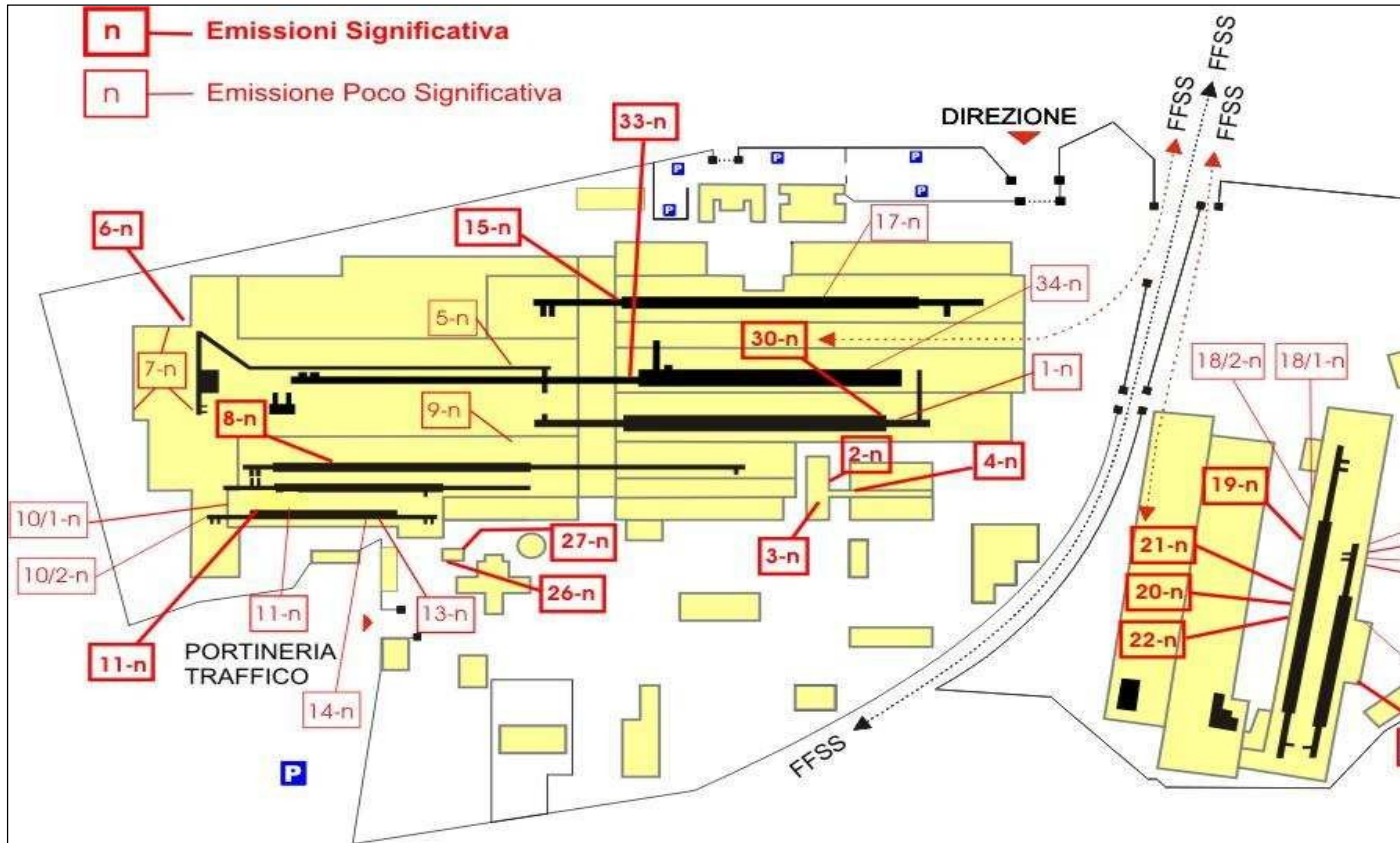 n Emissioni Significativa
n Emissione Poco Significativa
FFSS
FFSS
FFSS
DIREZIONE
33-n
P
P
P
P
P
6-n
15-n
17-n
34-n
5-n
30-n
7-n
1-n
18/2-n
18/1-n
8-n
9-n
2-n
4-n
19-n
10/1-n
27-n
3-n
21-n
10/2-n
26-n
20-n
11-n
13-n
22-n
11-n
PORTINERIA
TRAFFICO
14-n
FFSS
P